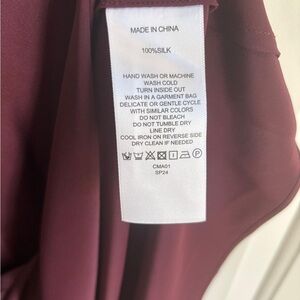 MADE IN CHINA
100%SILK
HAND WASH OR MACHINE
WASH COLD
TURN INSIDE OUT
WASH IN A GARMENT BAG
DELICATE OR GENTLE CYCLE
WITH SIMILAR COLORS
DO NOT BLEACH
DO NOT TUMBLE DRY
LINE DRY
COOL IRON ON REVERSE SIDE
DRY CLEAN IF NEEDED
CMA01
SP24